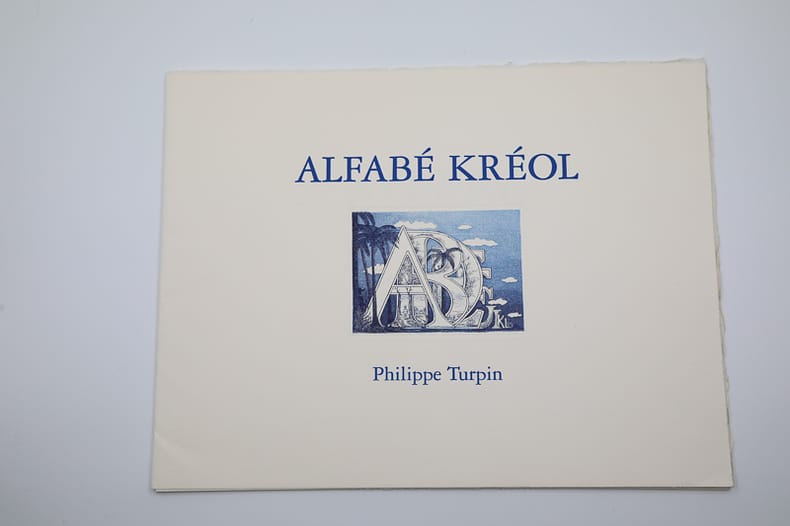 ALFABÉ KRÉOL
A B D E
J K L
Philippe Turpin